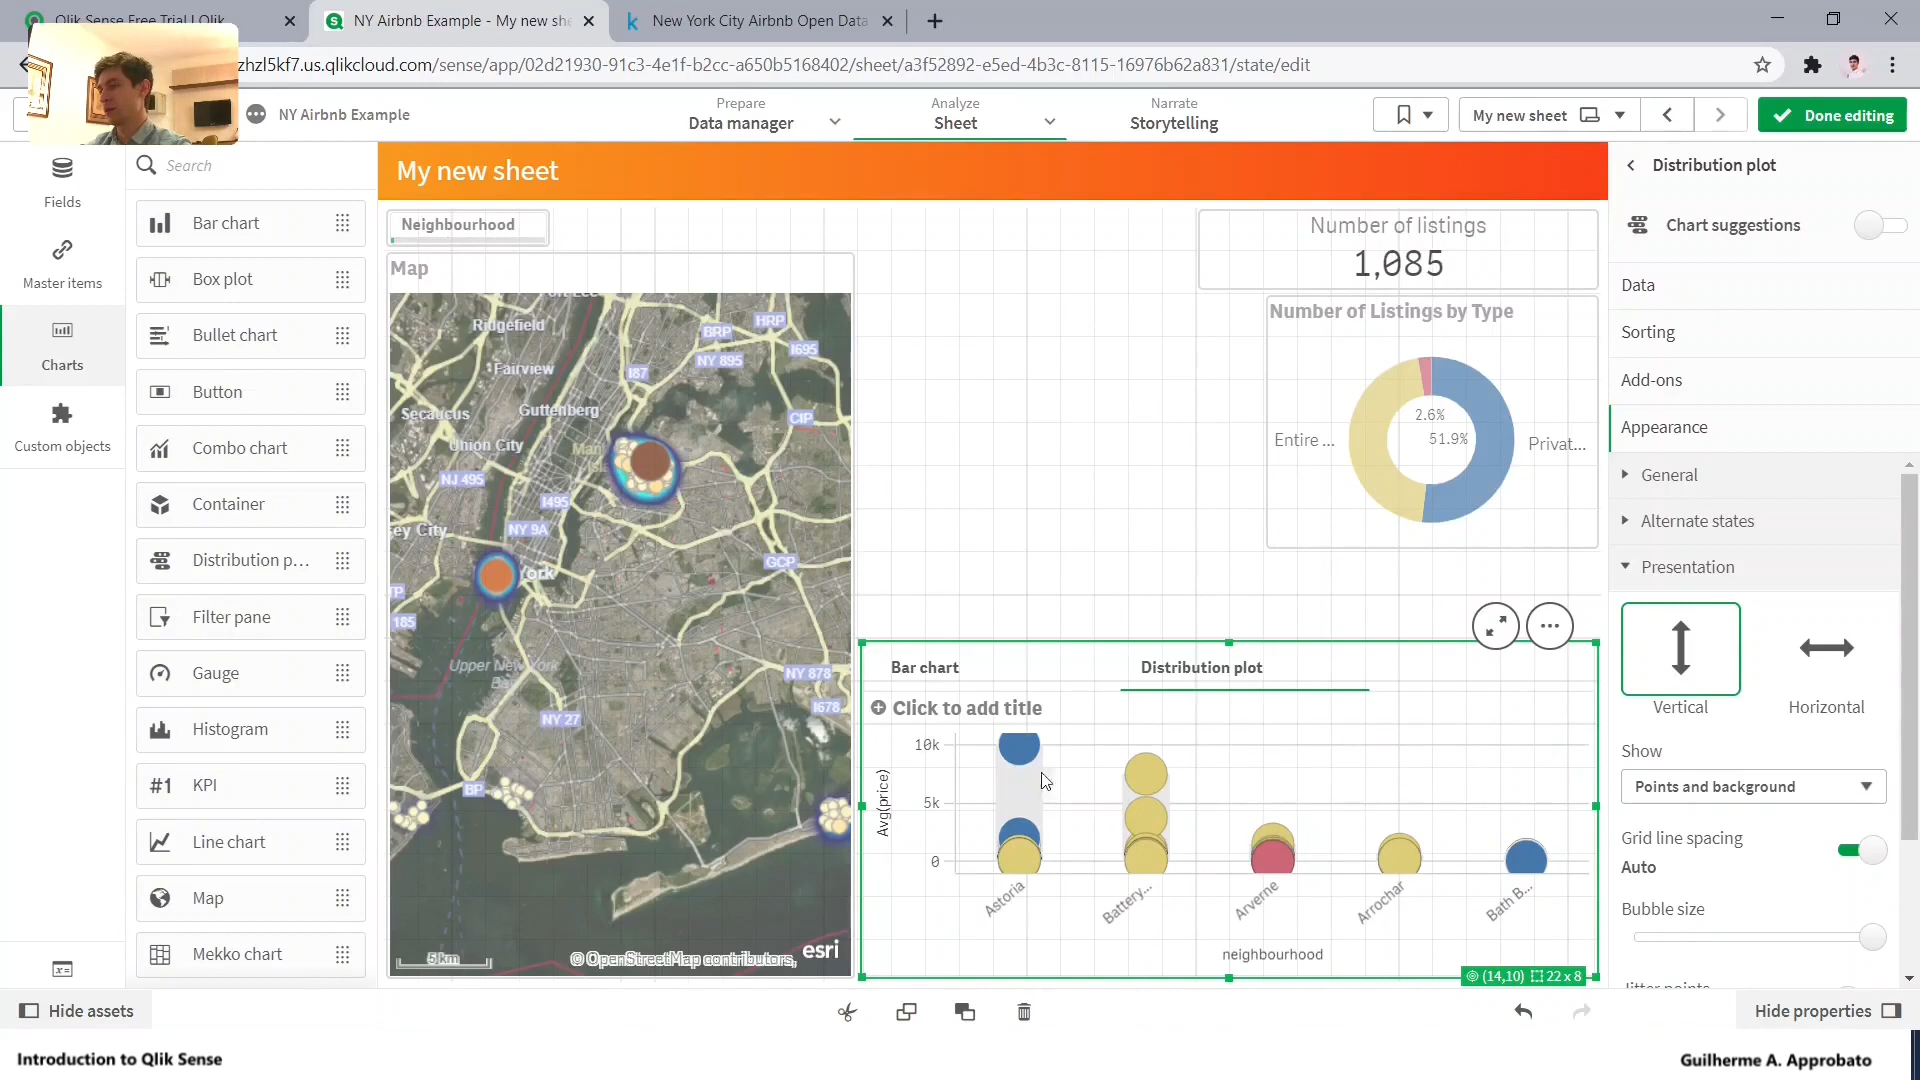 Qlik Sense Free Trial | Qlik
NY Airbnb Example - My new she
New York City Airbnb Open Data
zhzl5kf7.us.qlikcloud.com/sense/app/02d21930-91c3-4e1f-b2cc-a650b5168402/sheet/a3f52892-e5ed-4b3c-8115-16976b62a831/state/edit
NY Airbnb Example
Prepare
Data manager
Analyze
Sheet
Narrate
Storytelling
My new sheet
Done editing
Fields
Master items
Charts
Custom objects
Search
Bar chart
Box plot
Bullet chart
Button
Combo chart
Container
Distribution p...
Filter pane
Gauge
Histogram
#1 KPI
Line chart
Map
Mekko chart
My new sheet
Neighbourhood
Map
Ridgefield
BRP
HRP
NY 895
I695
Fairview
I87
Secaucus
Guttenberg
CIP
Union City
NJ 495
I495
ey City
NY 9A
York
GCP
185
Upper New York
Bay
NY 878
I678
NY 27
BP
5 km
© OpenStreetMap contributors,
esri
Number of listings
1,085
Number of Listings by Type
2.6%
51.9%
Entire ...
Privat...
Bar chart
Distribution plot
Click to add title
Avg(price)
10k
5k
0
Astoria
Battery...
Arverne
Arrochar
Bath B...
neighbourhood
(14,10) 22 x 8
Distribution plot
Chart suggestions
Data
Sorting
Add-ons
Appearance
General
Alternate states
Presentation
Vertical
Horizontal
Show
Points and background
Grid line spacing
Auto
Bubble size
Jitter points
Hide assets
Hide properties
Introduction to Qlik Sense
Guilherme A. Approbato